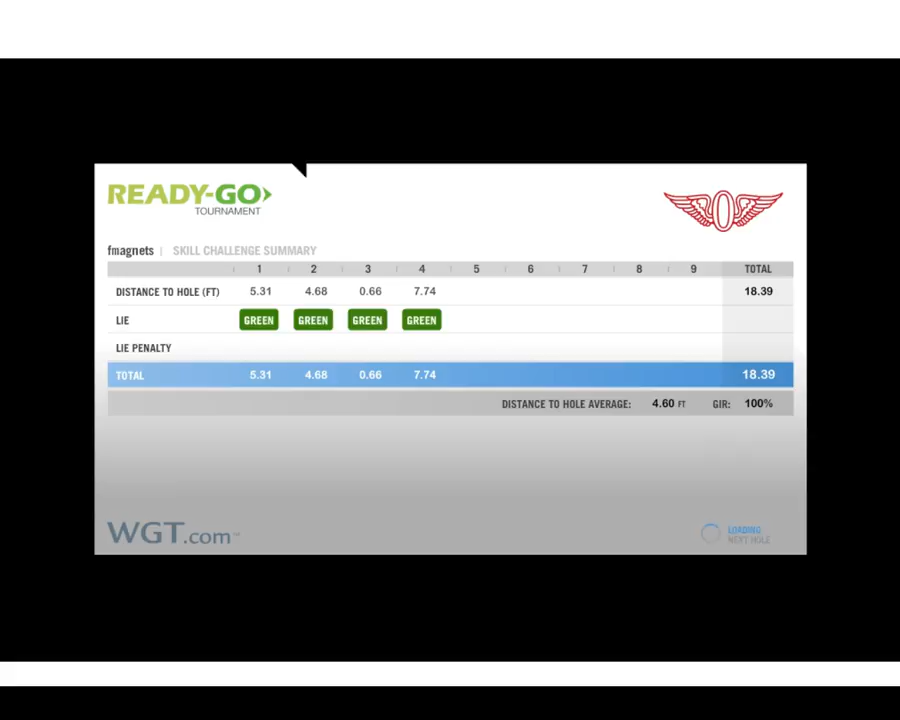 READY-GO
TOURNAMENT
fmagnets | SKILL CHALLENGE SUMMARY
1 2 3 4 5 6 7 8 9 TOTAL
DISTANCE TO HOLE (FT) 5.31 4.68 0.66 7.74 18.39
LIE GREEN GREEN GREEN GREEN
LIE PENALTY
TOTAL 5.31 4.68 0.66 7.74 18.39
DISTANCE TO HOLE AVERAGE: 4.60 FT GIR: 100%
WGT.com
LOADING
NEXT HOLE